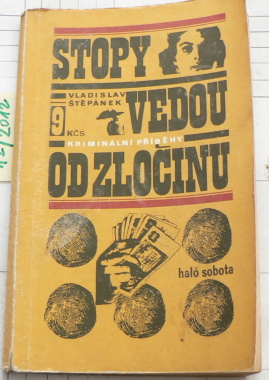 STOPY
VLADISLAV
ŠTĚPÁNEK
VEDOU
9
KČS
KRIMINÁLNÍ PŘÍBĚHY
OD ZLOČINU
haló sobota